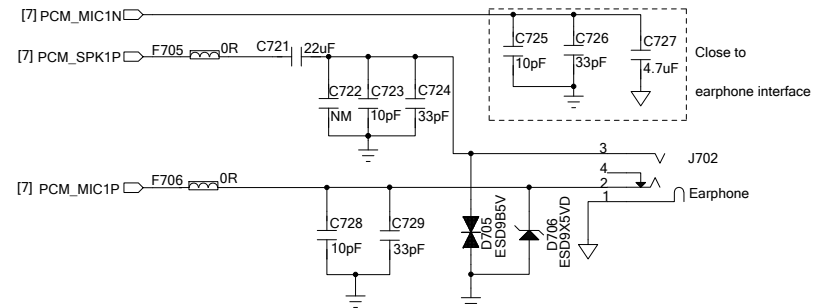 [7] PCM_MIC1N
[7] PCM_SPK1P
F705
0R
C721
22uF
C722
NM
C723
10pF
C724
33pF
C725
10pF
C726
33pF
C727
4.7uF
Close to
earphone interface
3
J702
4
2
1
Earphone
[7] PCM_MIC1P
F706
0R
C728
10pF
C729
33pF
D705
ESD9B5V
D706
ESD9X5VD